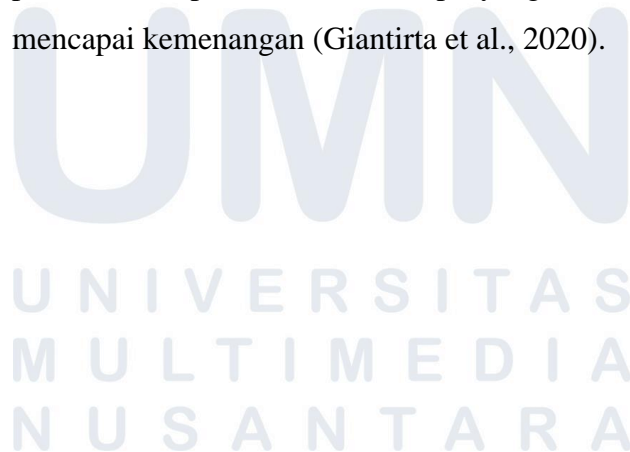 mencapai kemenangan (Giantirta et al., 2020).
UMN
UNIVERSITAS
MULTIMEDIA
NUSANTARA